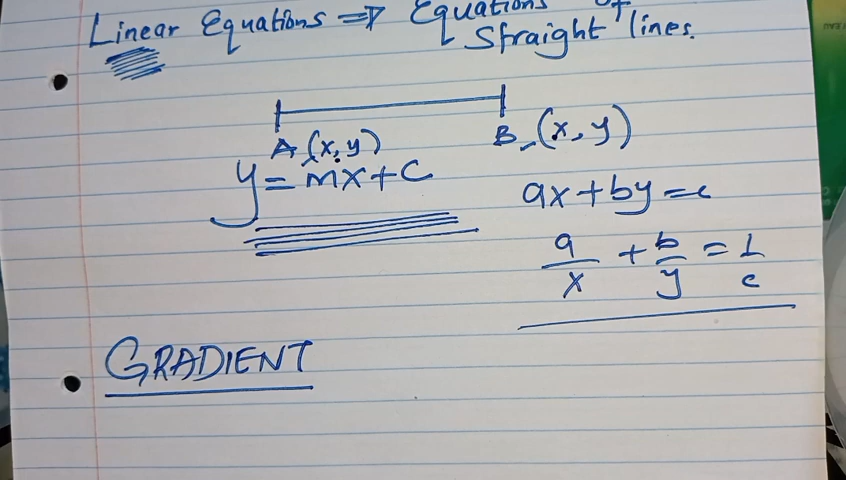 Linear Equations ⇒ Equations of
Straight lines.
A (x, y)
B (x, y)
y = mx + c
ax + by = c
a/x + b/y = 1/c
GRADIENT